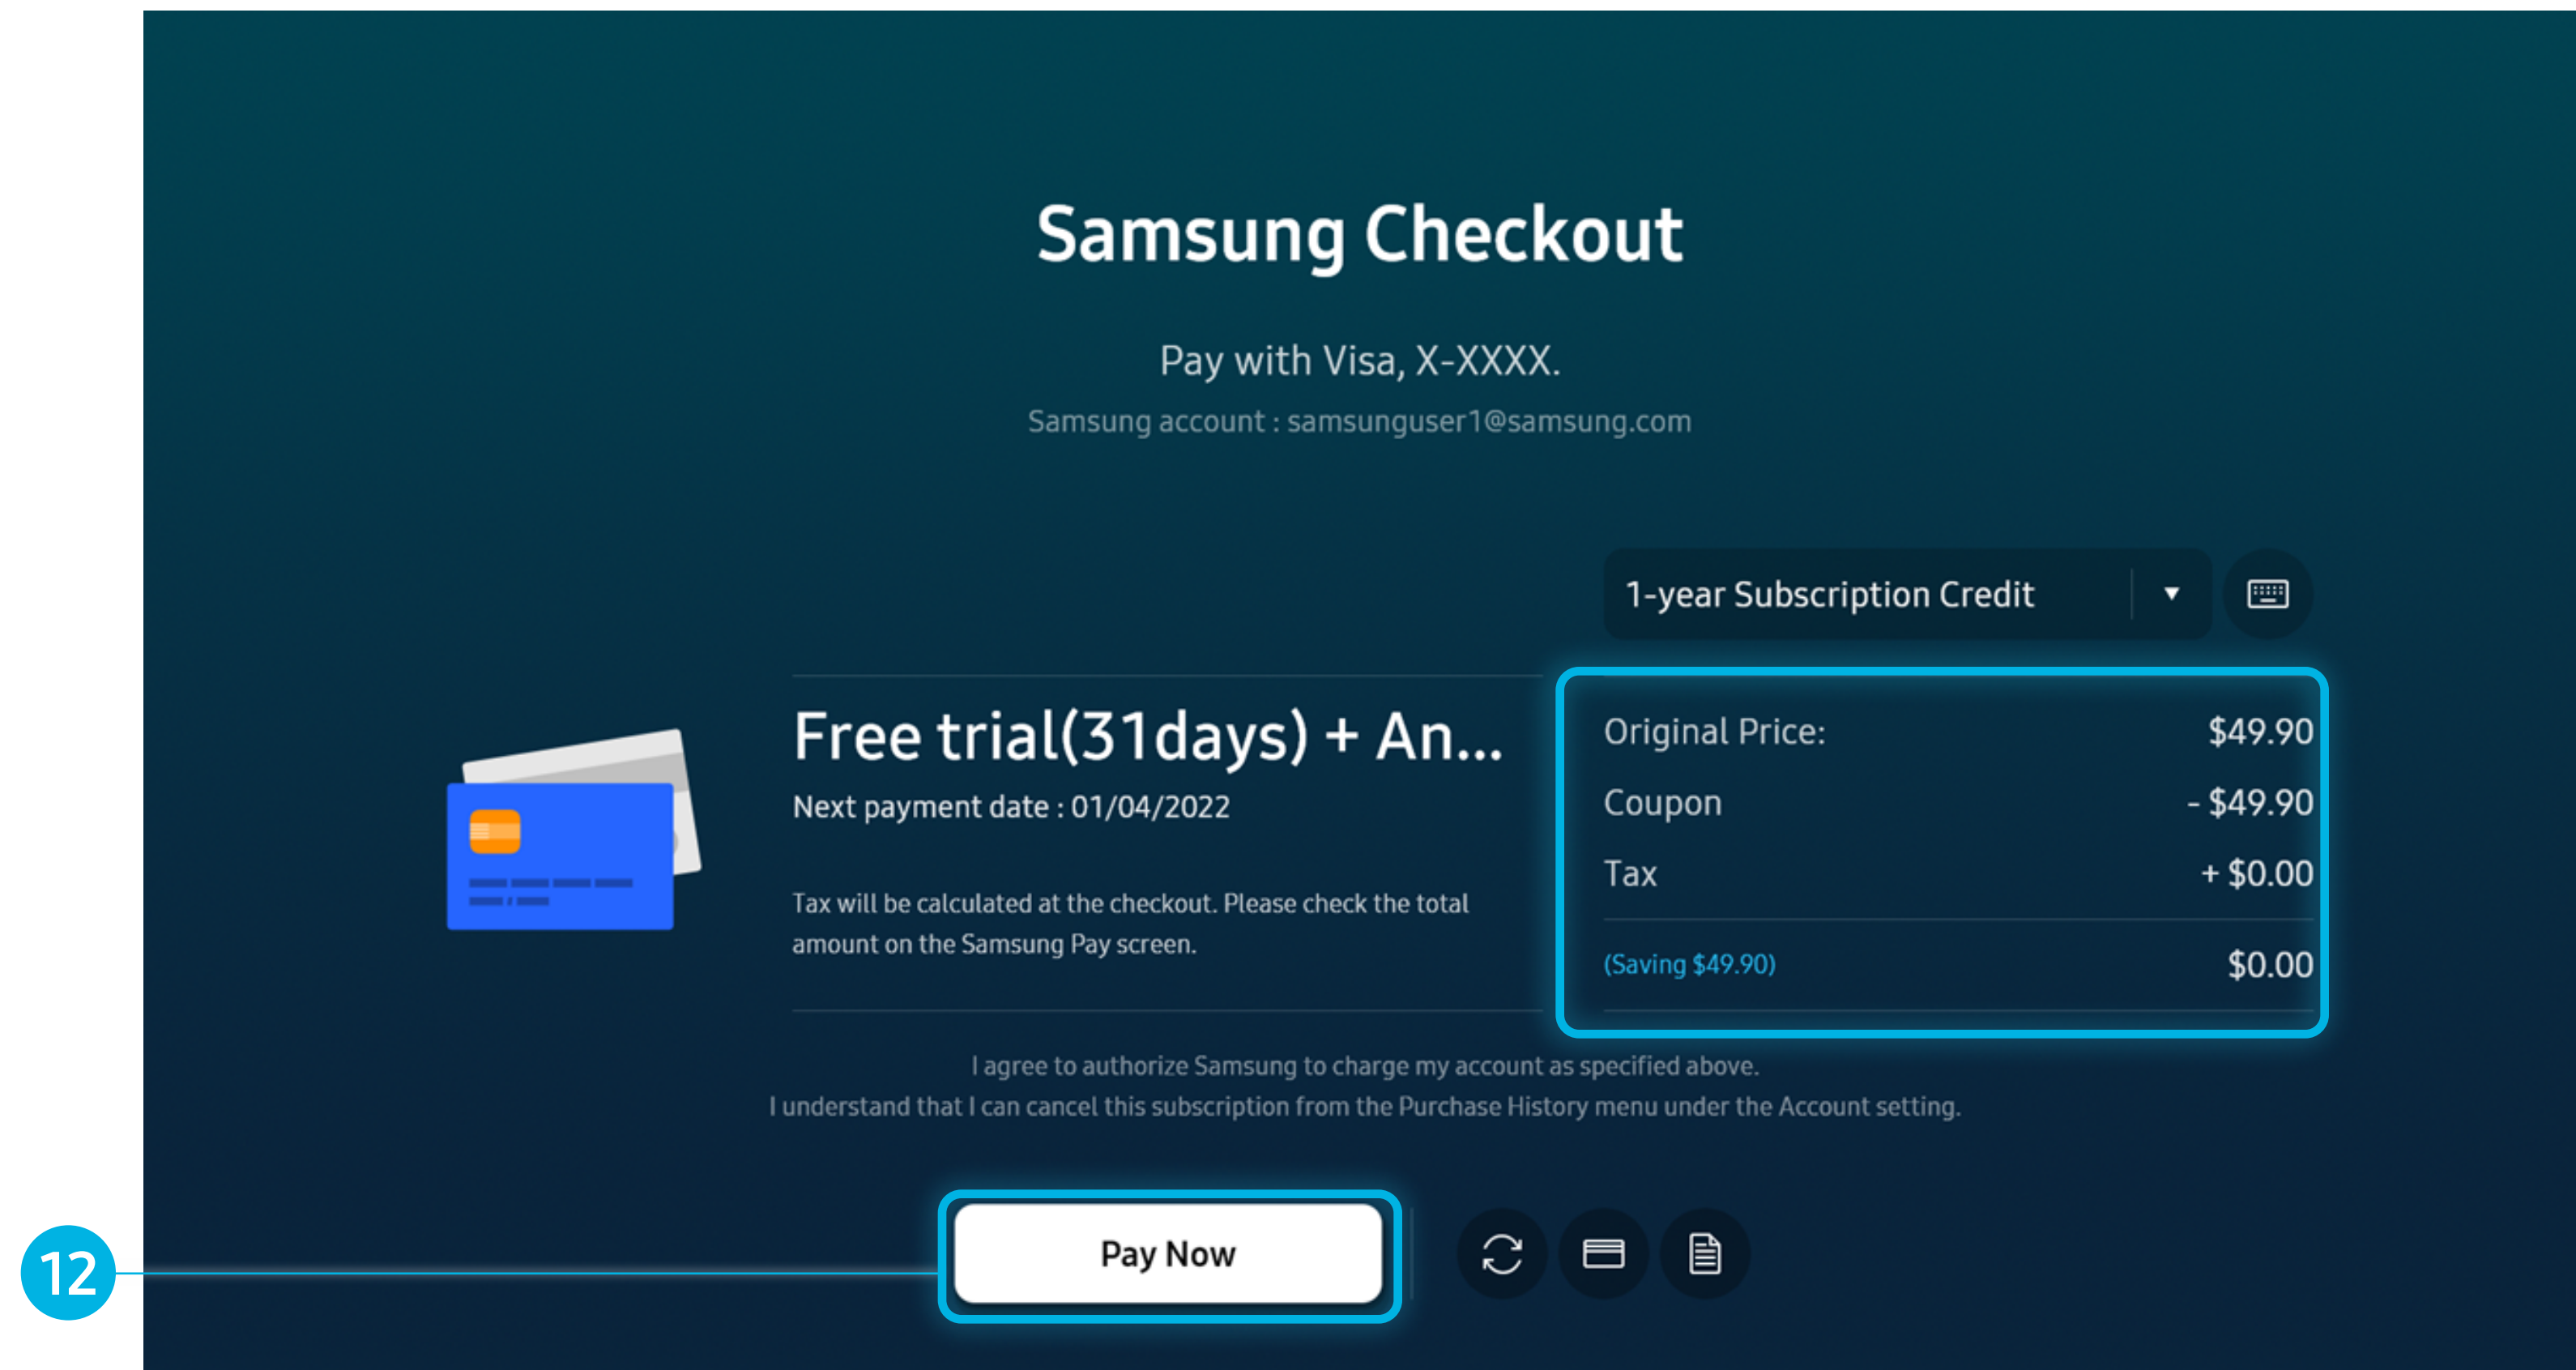 Samsung Checkout
Pay with Visa, X-XXXX.
Samsung account : samsunguser1@samsung.com
1-year Subscription Credit
Free trial(31days) + An...
Next payment date : 01/04/2022
Tax will be calculated at the checkout. Please check the total
amount on the Samsung Pay screen.
Original Price: $49.90
Coupon - $49.90
Tax + $0.00
(Saving $49.90) $0.00
I agree to authorize Samsung to charge my account as specified above.
I understand that I can cancel this subscription from the Purchase History menu under the Account setting.
12
Pay Now